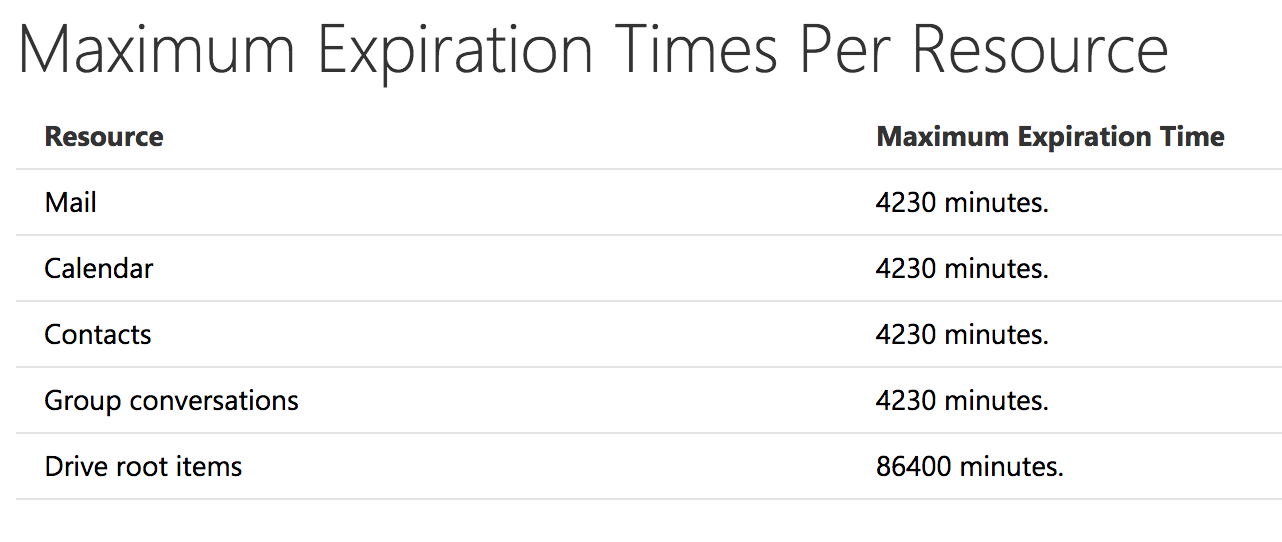 Maximum Expiration Times Per Resource
Resource Maximum Expiration Time
Mail 4230 minutes.
Calendar 4230 minutes.
Contacts 4230 minutes.
Group conversations 4230 minutes.
Drive root items 86400 minutes.